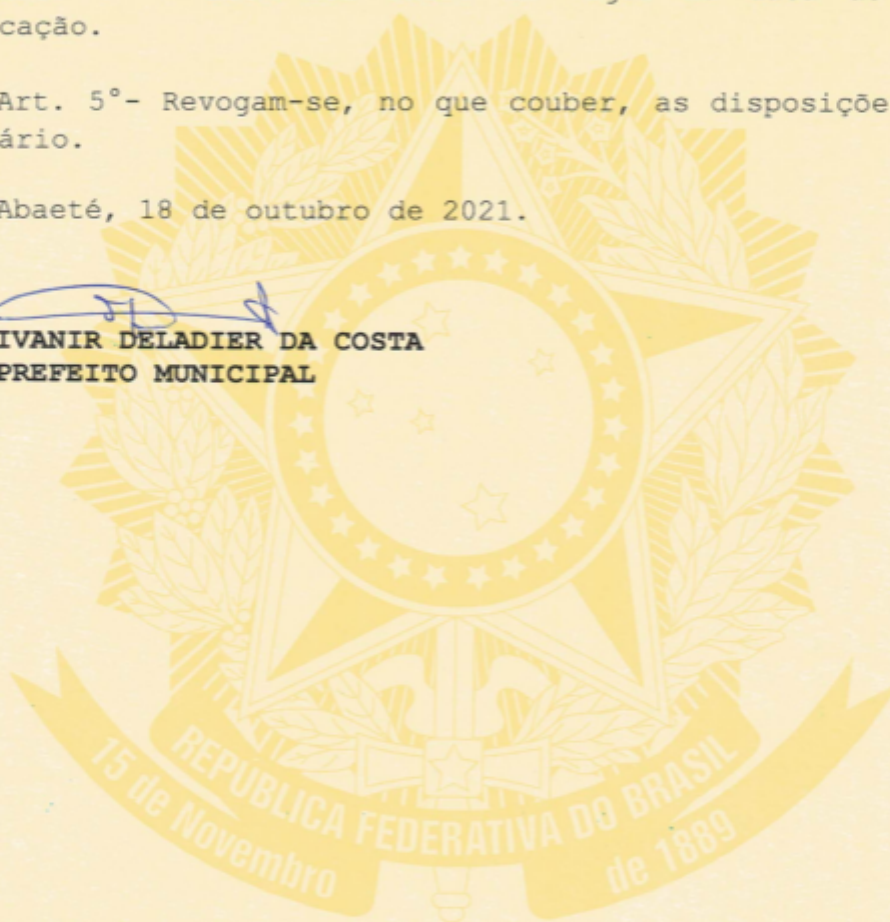 cação.
Art. 5°- Revogam-se, no que couber, as disposiçõe
ário.
Abaeté, 18 de outubro de 2021.
IVANIR DELADIER DA COSTA
PREFEITO MUNICIPAL
REPUBLICA FEDERATIVA DO BRASIL
15 de Novembro de 1889